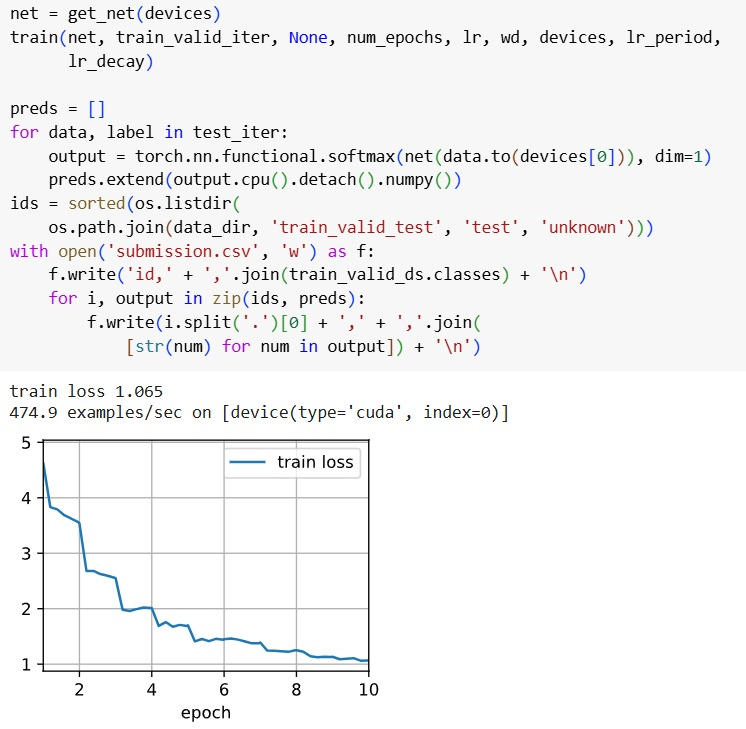 net = get_net(devices)
train(net, train_valid_iter, None, num_epochs, lr, wd, devices, lr_period,
      lr_decay)

preds = []
for data, label in test_iter:
    output = torch.nn.functional.softmax(net(data.to(devices[0])), dim=1)
    preds.extend(output.cpu().detach().numpy())
ids = sorted(os.listdir(
    os.path.join(data_dir, 'train_valid_test', 'test', 'unknown')))
with open('submission.csv', 'w') as f:
    f.write('id,' + ','.join(train_valid_ds.classes) + '\n')
    for i, output in zip(ids, preds):
        f.write(i.split('.')[0] + ',' + ','.join(
            [str(num) for num in output]) + '\n')
train loss 1.065
474.9 examples/sec on [device(type='cuda', index=0)]
train loss
5
4
3
2
1
2 4 6 8 10
epoch